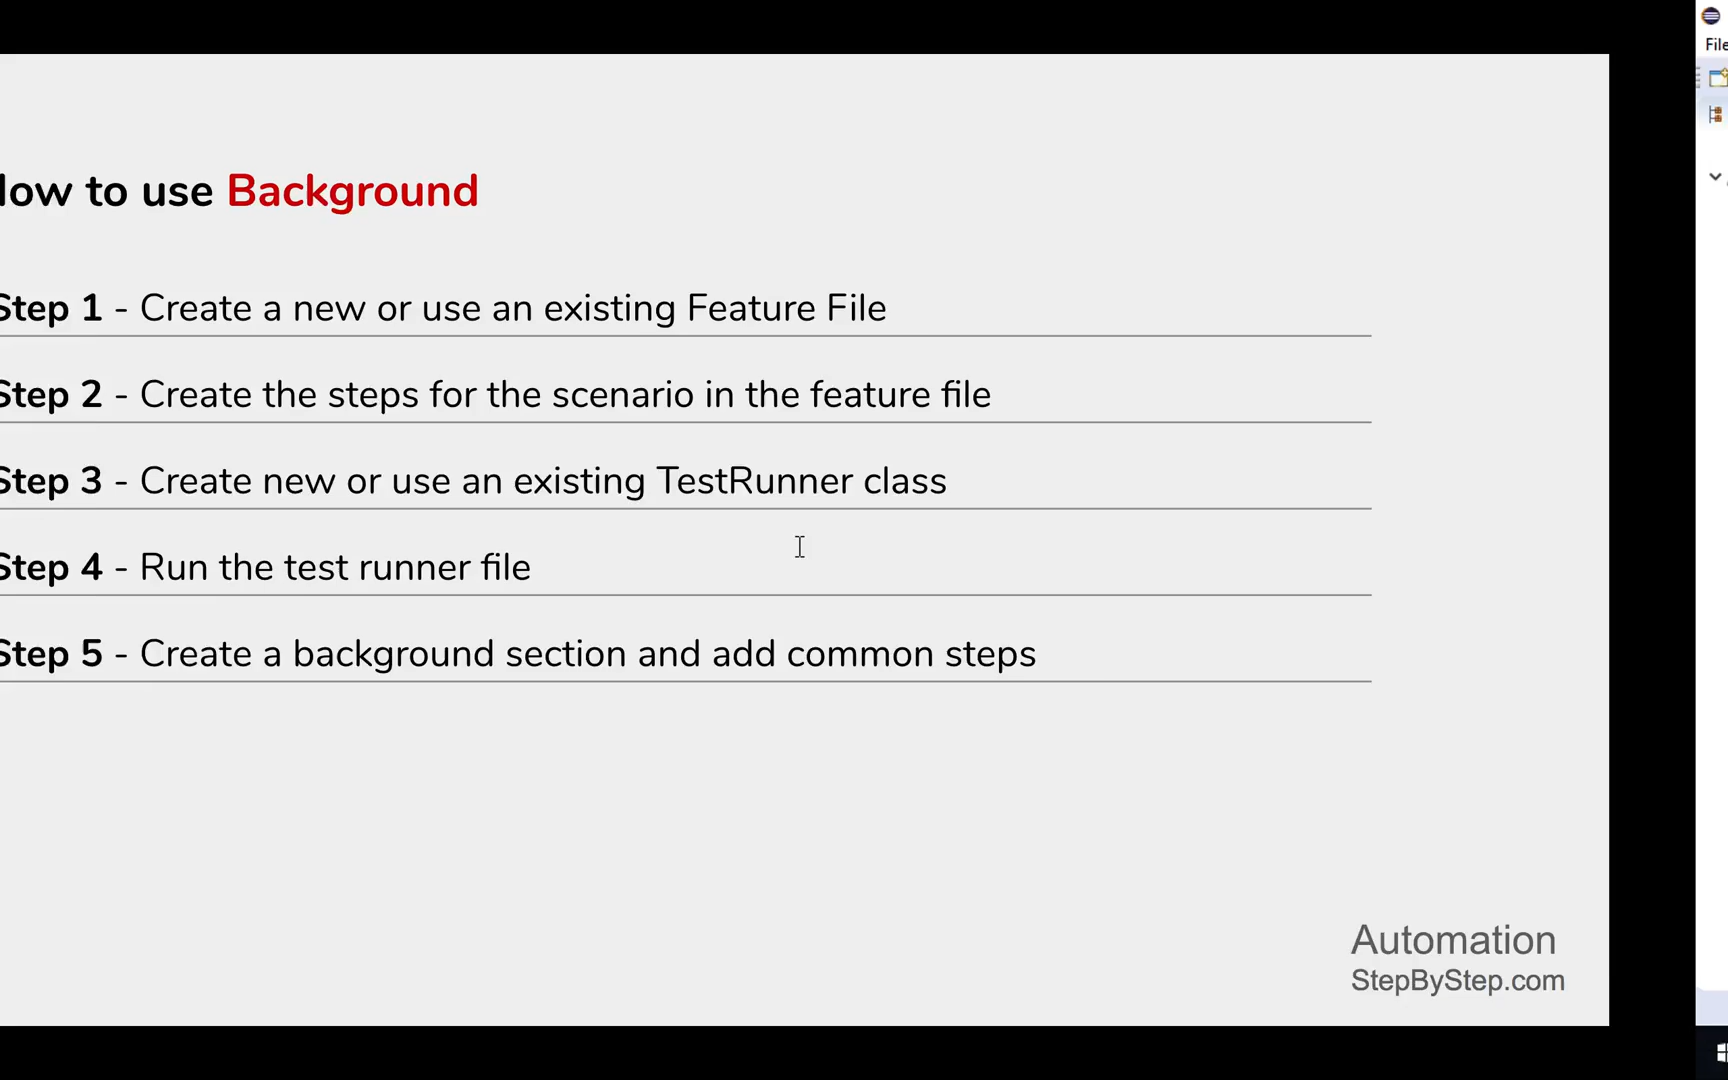 How to use Background
Step 1 - Create a new or use an existing Feature File
Step 2 - Create the steps for the scenario in the feature file
Step 3 - Create new or use an existing TestRunner class
Step 4 - Run the test runner file
Step 5 - Create a background section and add common steps
Automation
StepByStep.com
File